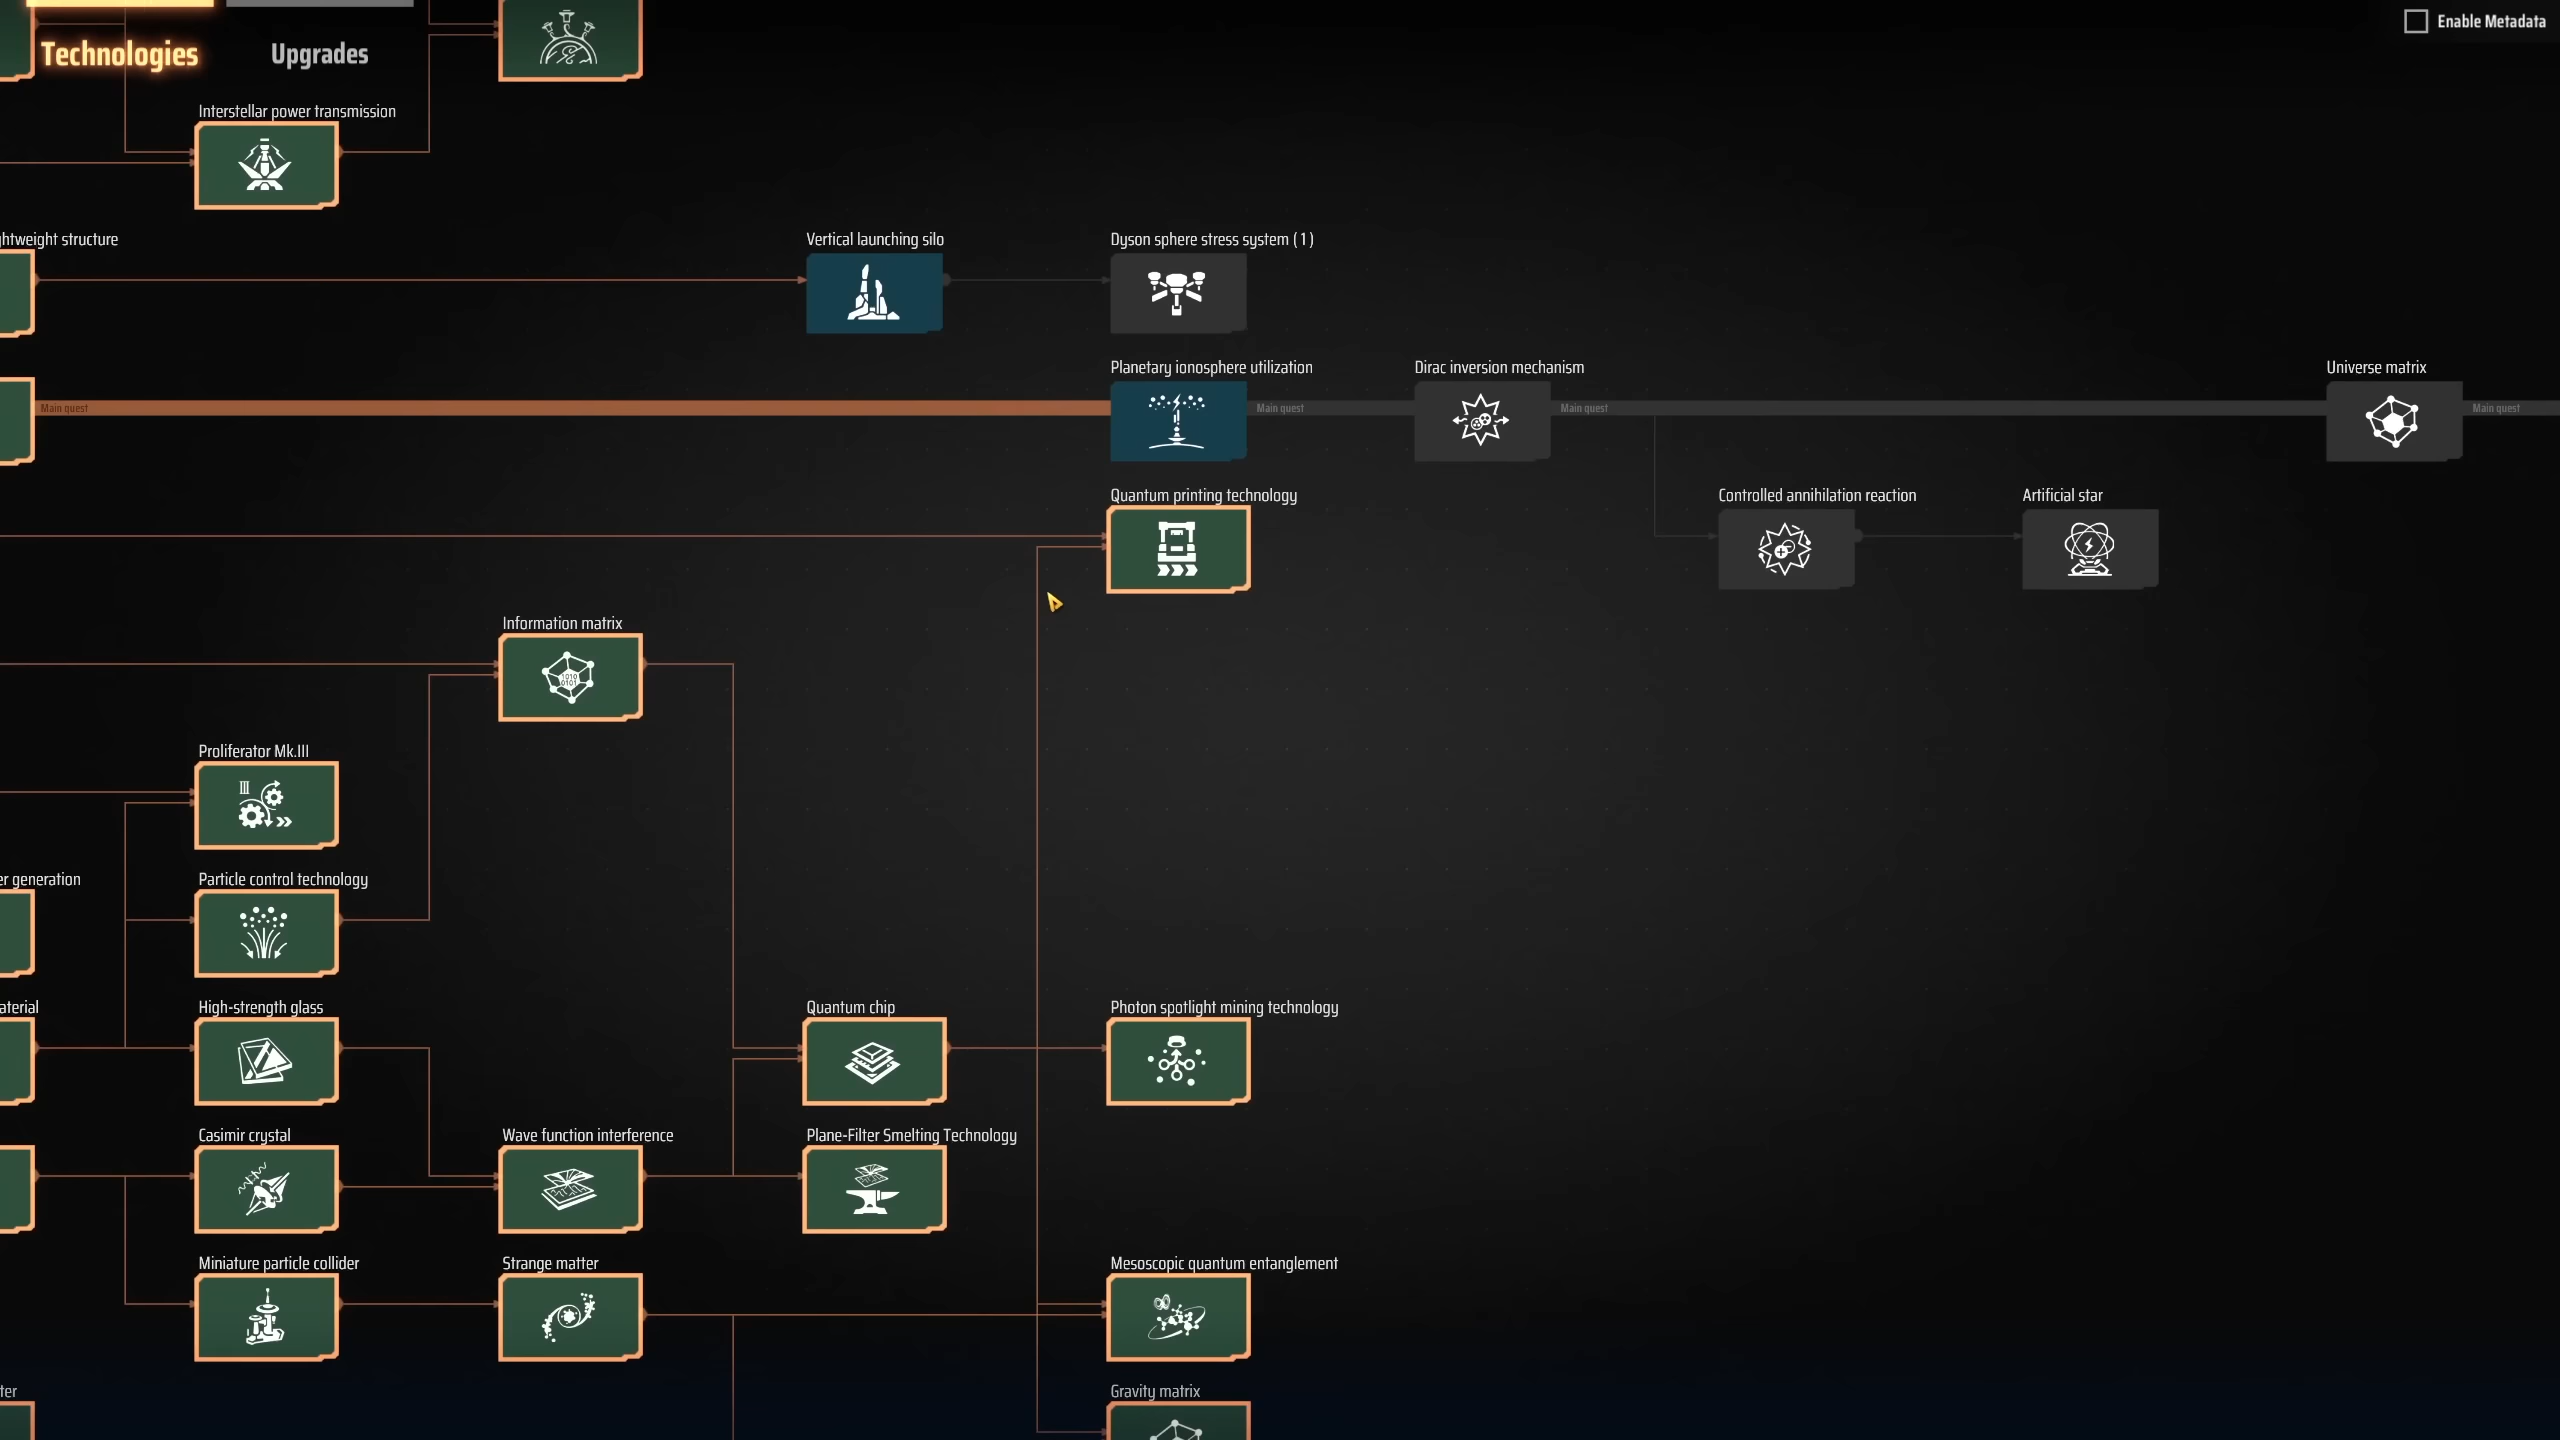 Enable Metadata
Technologies
Upgrades
Interstellar power transmission
htweight structure
Vertical launching silo
Dyson sphere stress system (1)
Planetary ionosphere utilization
Dirac inversion mechanism
Universe matrix
Main quest
Main quest
Main quest
Main quest
Quantum printing technology
Controlled annihilation reaction
Artificial star
Information matrix
1010
0101
Proliferator Mk.III
III
er generation
Particle control technology
aterial
High-strength glass
Quantum chip
Photon spotlight mining technology
Casimir crystal
Wave function interference
Plane-Filter Smelting Technology
Miniature particle collider
Strange matter
Mesoscopic quantum entanglement
ter
Gravity matrix